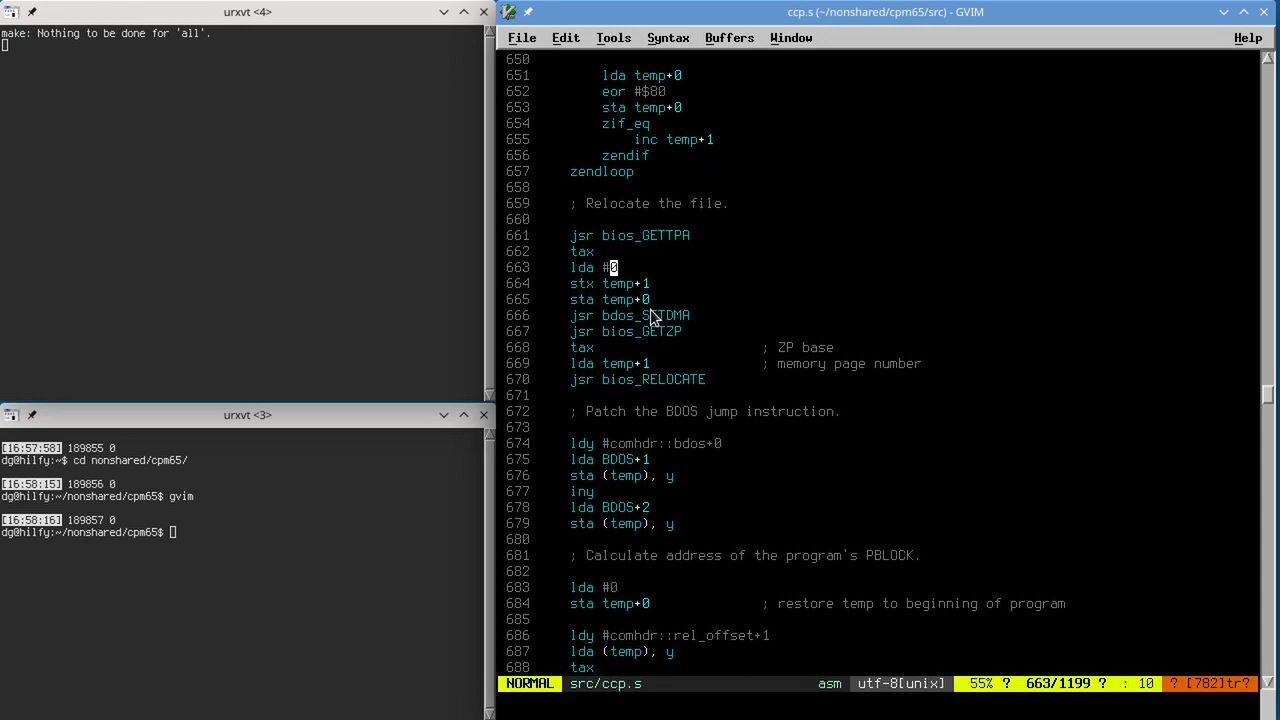 urxvt <4>
make: Nothing to be done for 'all'.
urxvt <3>
[16:57:58] 189855 0
dg@hilfy:~$ cd nonshared/cpm65/
[16:58:15] 189856 0
dg@hilfy:~/nonshared/cpm65$ gvim
[16:58:16] 189857 0
dg@hilfy:~/nonshared/cpm65$
ccp.s (~/nonshared/cpm65/src) - GVIM
File Edit Tools Syntax Buffers Window Help
650
651 lda temp+0
652 eor #$80
653 sta temp+0
654 zif_eq
655 inc temp+1
656 zendif
657 zendloop
658
659 ; Relocate the file.
660
661 jsr bios_GETTPA
662 tax
663 lda #0
664 stx temp+1
665 sta temp+0
666 jsr bdos_SETDMA
667 jsr bios_GETZP
668 tax ; ZP base
669 lda temp+1 ; memory page number
670 jsr bios_RELOCATE
671
672 ; Patch the BDOS jump instruction.
673
674 ldy #comhdr::bdos+0
675 lda BDOS+1
676 sta (temp), y
677 iny
678 lda BDOS+2
679 sta (temp), y
680
681 ; Calculate address of the program's PBLOCK.
682
683 lda #0
684 sta temp+0 ; restore temp to beginning of program
685
686 ldy #comhdr::rel_offset+1
687 lda (temp), y
688 tax
NORMAL src/ccp.s asm utf-8[unix] 55% ? 663/1199 ? : 10 ? [782]tr?